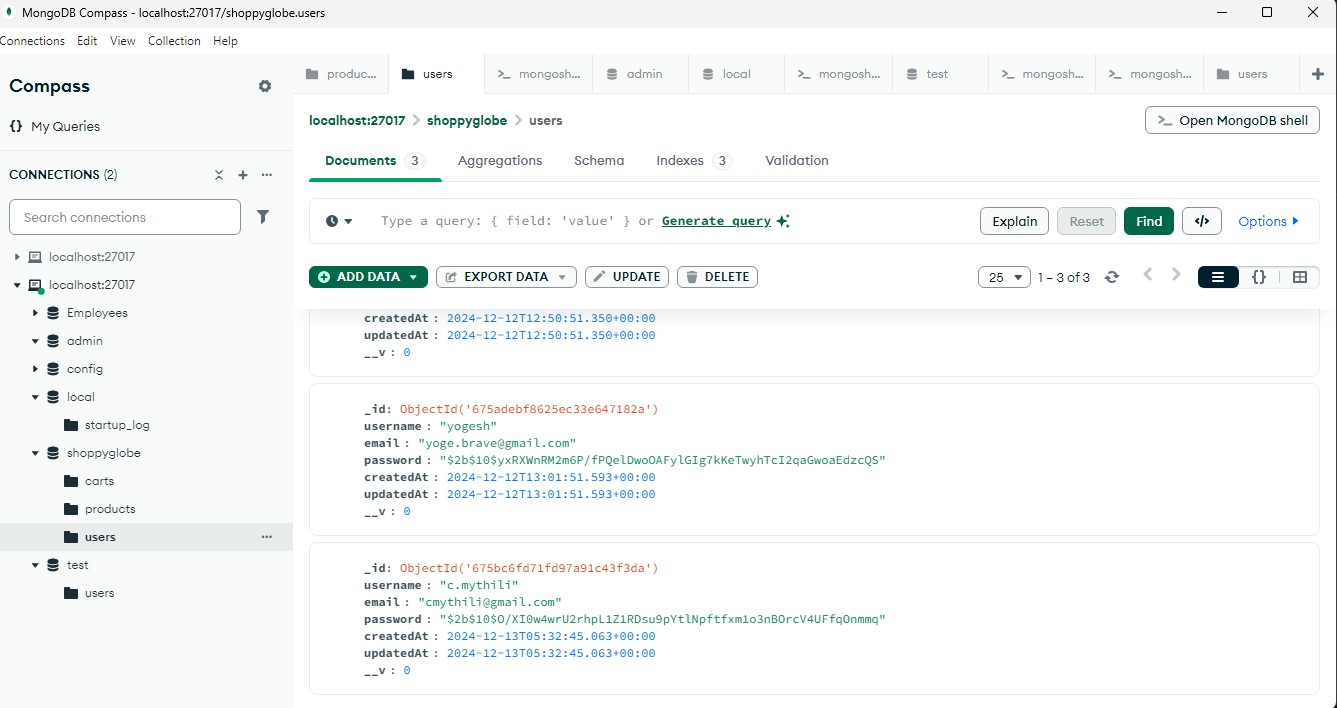 MongoDB Compass - localhost:27017/shoppyglobe.users
Connections Edit View Collection Help
Compass
{} My Queries
CONNECTIONS (2)
Search connections
localhost:27017
localhost:27017
Employees
admin
config
local
startup_log
shoppyglobe
carts
products
users
test
users
produc... users >_ mongosh... admin local >_ mongosh... test >_ mongosh... >_ mongosh... users +
localhost:27017 > shoppyglobe > users
>_ Open MongoDB shell
Documents 3 Aggregations Schema Indexes 3 Validation
Type a query: { field: 'value' } or Generate query
Explain Reset Find </> Options
ADD DATA EXPORT DATA UPDATE DELETE
25 1 – 3 of 3 {}
createdAt : 2024-12-12T12:50:51.350+00:00
updatedAt : 2024-12-12T12:50:51.350+00:00
__v : 0
_id: ObjectId('675adebf8625ec33e647182a')
username : "yogesh"
email : "yoge.brave@gmail.com"
password : "$2b$10$yxRXWnRM2m6P/fPQelDwoOAFylGIg7kKeTwyhTcI2qaGwoaEdzcQS"
createdAt : 2024-12-12T13:01:51.593+00:00
updatedAt : 2024-12-12T13:01:51.593+00:00
__v : 0
_id: ObjectId('675bc6fd71fd97a91c43f3da')
username : "c.mythili"
email : "cmythili@gmail.com"
password : "$2b$10$O/XI0w4wrU2rhpL1Z1RDsu9pYtlNpftfxm1o3nBOrcV4UFfqOnmmq"
createdAt : 2024-12-13T05:32:45.063+00:00
updatedAt : 2024-12-13T05:32:45.063+00:00
__v : 0